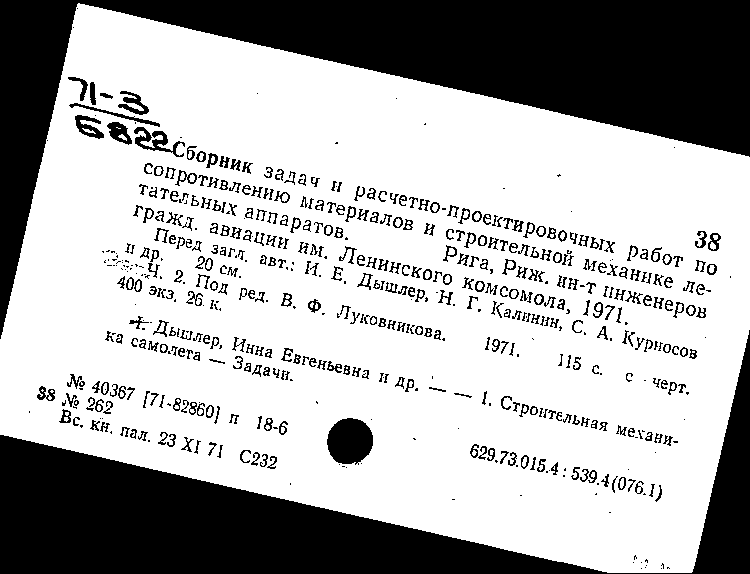 71-3
6822
Сборник задач и расчетно-проектировочных работ по
сопротивлению материалов и строительной механике ле-
тательных аппаратов. Рига, Риж. ин-т инженеров
гражд. авиации им. Ленинского комсомола, 1971.
38
Перед загл. авт.: И. Е. Дышлер, Н. Г. Калинин, С. А. Курносов
и др. 20 см.
Ч. 2. Под ред. В. Ф. Луковникова. 1971. 115 с. с черт.
400 экз. 26 к.
I. Дышлер, Инна Евгеньевна и др. — — 1. Строительная механи-
ка самолета — Задачи.
№ 40367 [71-82860] п 18-6
38 № 262
Вс. кн. пал. 23 XI 71 С232
629.73.015.4 : 539.4(076.1)